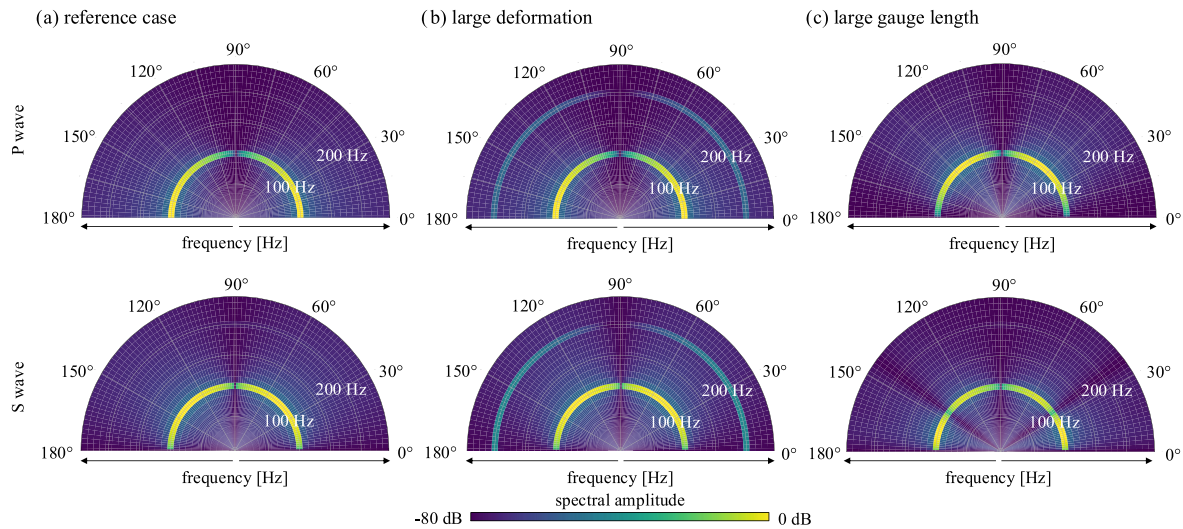 (a) reference case
(b) large deformation
(c) large gauge length
P wave
90°
120°
60°
150°
30°
200 Hz
100 Hz
180°
0°
frequency [Hz]
90°
120°
60°
150°
30°
200 Hz
100 Hz
180°
0°
frequency [Hz]
90°
120°
60°
150°
30°
200 Hz
100 Hz
180°
0°
frequency [Hz]
S wave
90°
120°
60°
150°
30°
200 Hz
100 Hz
180°
0°
frequency [Hz]
90°
120°
60°
150°
30°
200 Hz
100 Hz
180°
0°
frequency [Hz]
90°
120°
60°
150°
30°
200 Hz
100 Hz
180°
0°
frequency [Hz]
spectral amplitude
-80 dB
0 dB